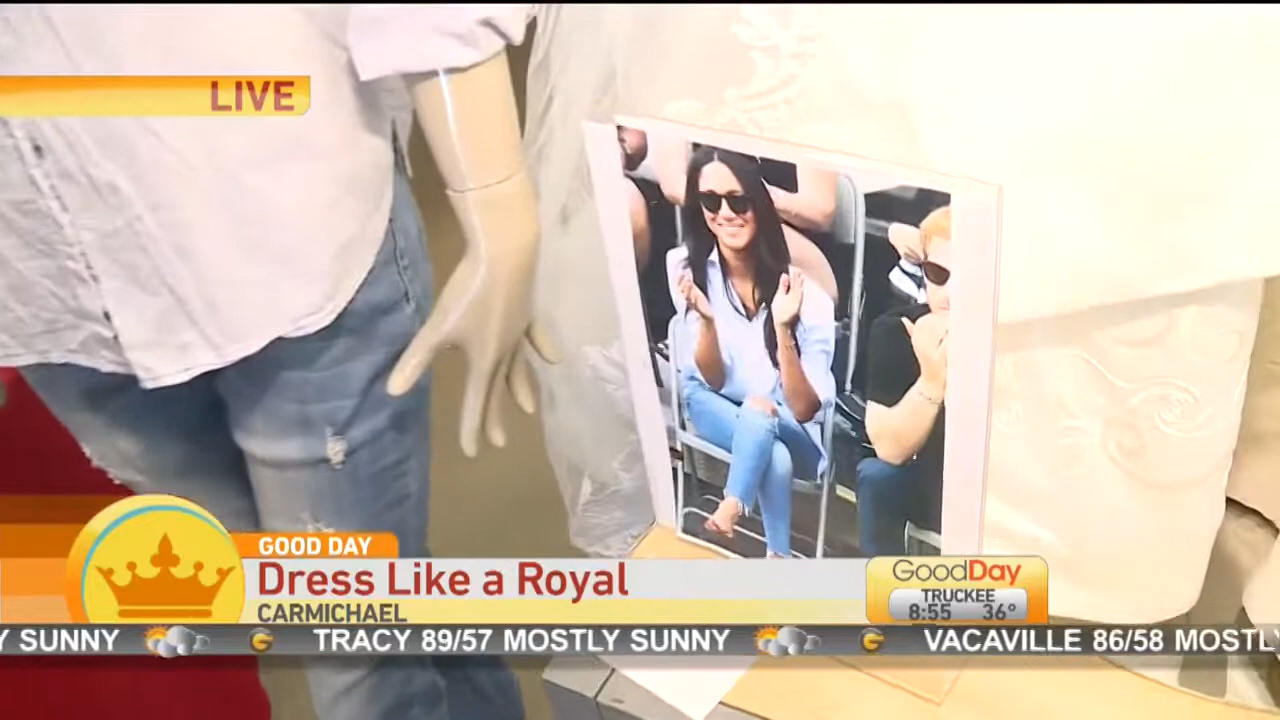 LIVE
GOOD DAY
Dress Like a Royal
CARMICHAEL
GoodDay
TRUCKEE
8:55 36°
Y SUNNY TRACY 89/57 MOSTLY SUNNY VACAVILLE 86/58 MOSTL